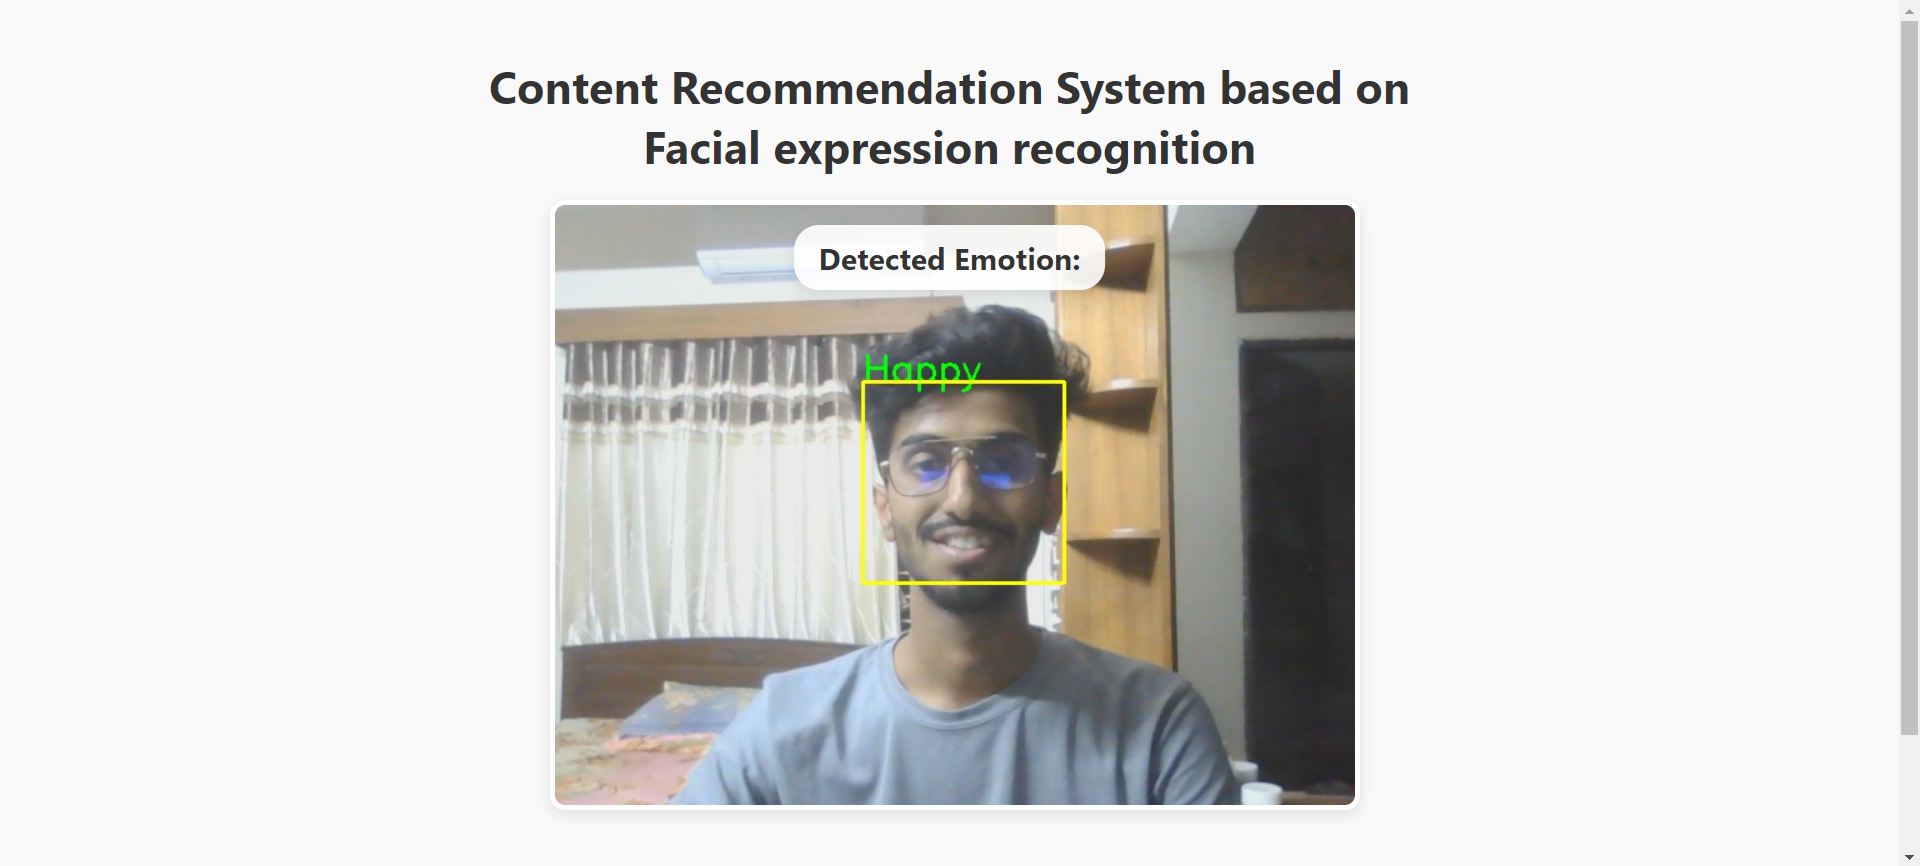 Content Recommendation System based on
Facial expression recognition
Detected Emotion:
Happy